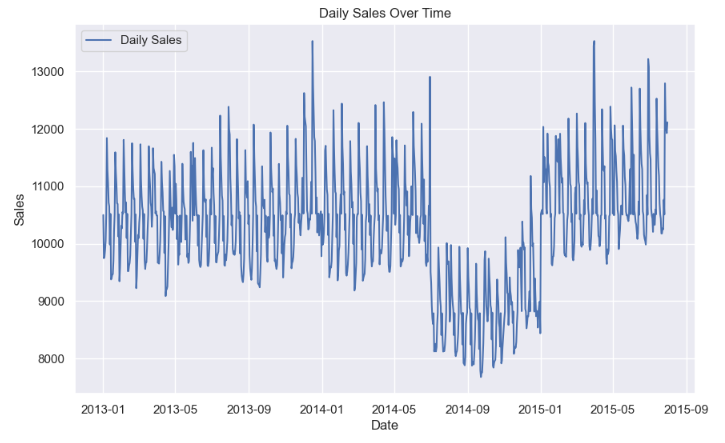 Daily Sales Over Time
Daily Sales
13000
12000
11000
10000
9000
8000
Sales
2013-01 2013-05 2013-09 2014-01 2014-05 2014-09 2015-01 2015-05 2015-09
Date